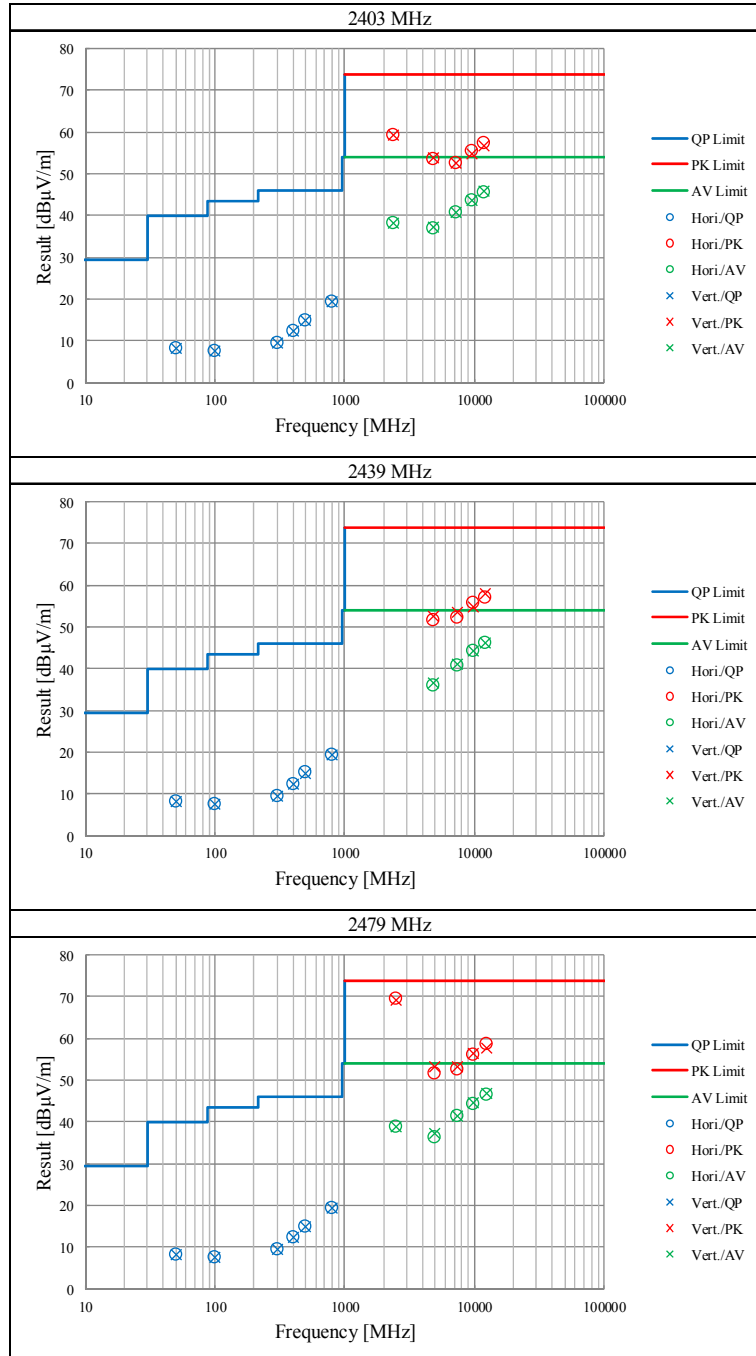 2403 MHz
80
70
60
50
40
30
20
10
0
Result [dBµV/m]
10 100 1000 10000 100000
Frequency [MHz]
QP Limit
PK Limit
AV Limit
Hori./QP
Hori./PK
Hori./AV
Vert./QP
Vert./PK
Vert./AV
2439 MHz
80
70
60
50
40
30
20
10
0
Result [dBµV/m]
10 100 1000 10000 100000
Frequency [MHz]
QP Limit
PK Limit
AV Limit
Hori./QP
Hori./PK
Hori./AV
Vert./QP
Vert./PK
Vert./AV
2479 MHz
80
70
60
50
40
30
20
10
0
Result [dBµV/m]
10 100 1000 10000 100000
Frequency [MHz]
QP Limit
PK Limit
AV Limit
Hori./QP
Hori./PK
Hori./AV
Vert./QP
Vert./PK
Vert./AV